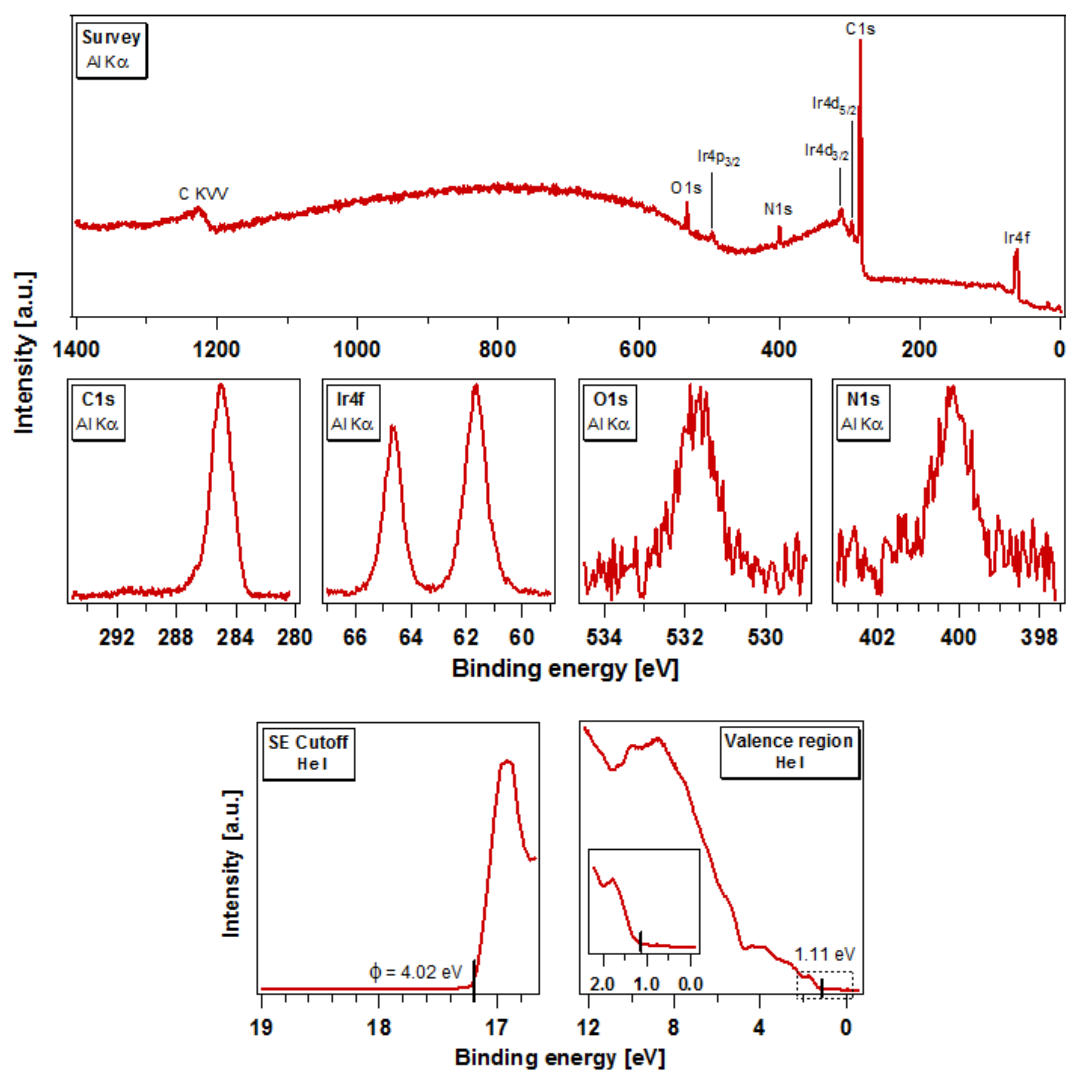 Survey
Al Kα
C KVV
O1s
Ir4p3/2
N1s
Ir4d3/2
Ir4d5/2
C1s
Ir4f
1400 1200 1000 800 600 400 200 0
Intensity [a.u.]
C1s
Al Kα
292 288 284 280
Ir4f
Al Kα
66 64 62 60
O1s
Al Kα
534 532 530
N1s
Al Kα
402 400 398
Binding energy [eV]
SE Cutoff
He I
ϕ = 4.02 eV
19 18 17
Intensity [a.u.]
Valence region
He I
1.11 eV
2.0 1.0 0.0
12 8 4 0
Binding energy [eV]